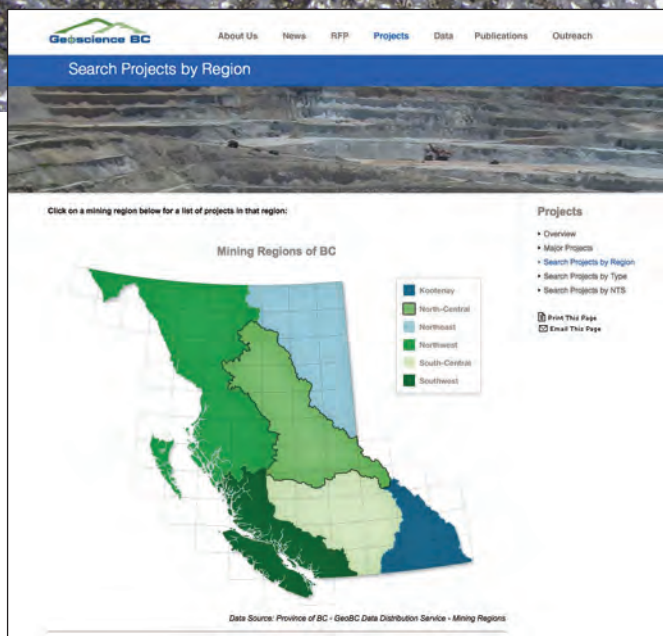 Geoscience BC
About Us News RFP Projects Data Publications Outreach
Search Projects by Region
Click on a mining region below for a list of projects in that region:
Mining Regions of BC
Kootenay
North-Central
Northeast
Northwest
South-Central
Southwest
Data Source: Province of BC - GeoBC Data Distribution Service - Mining Regions
Projects
• Overview
• Major Projects
• Search Projects by Region
• Search Projects by Type
• Search Projects by NTS
Print This Page
Email This Page